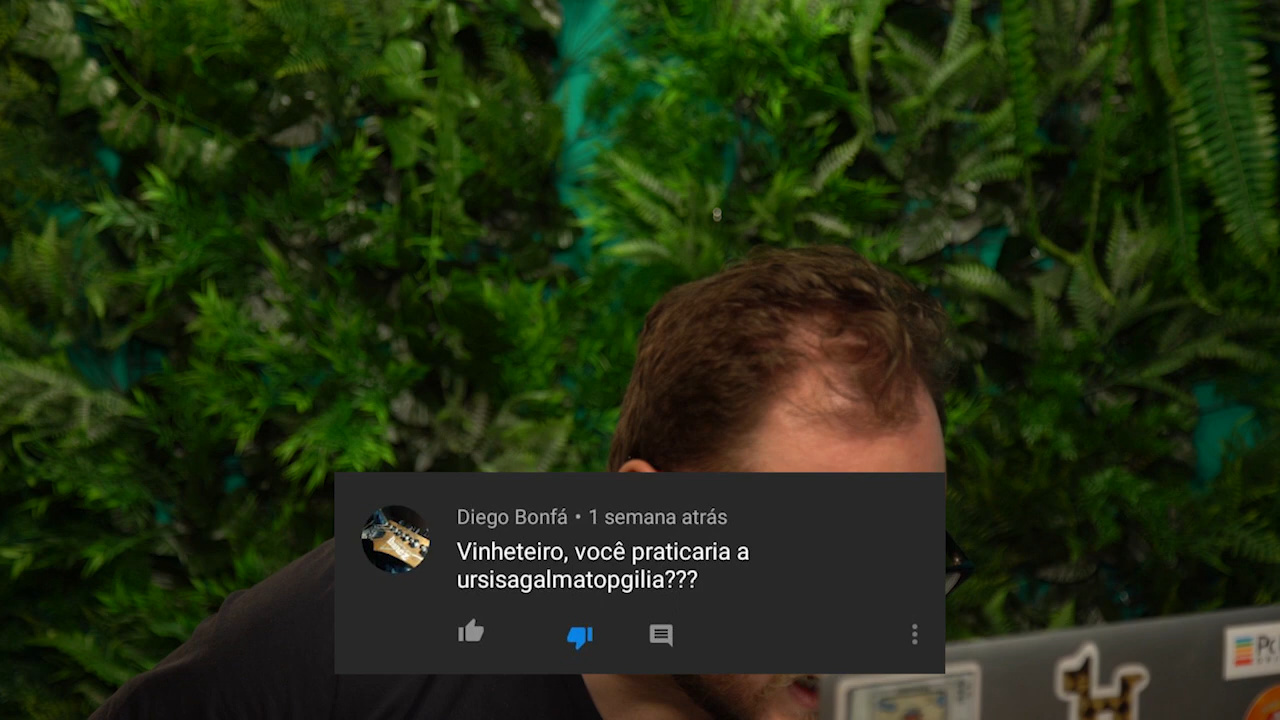 Diego Bonfá • 1 semana atrás
Vinheteiro, você praticaria a
ursisagalmatopgilia???